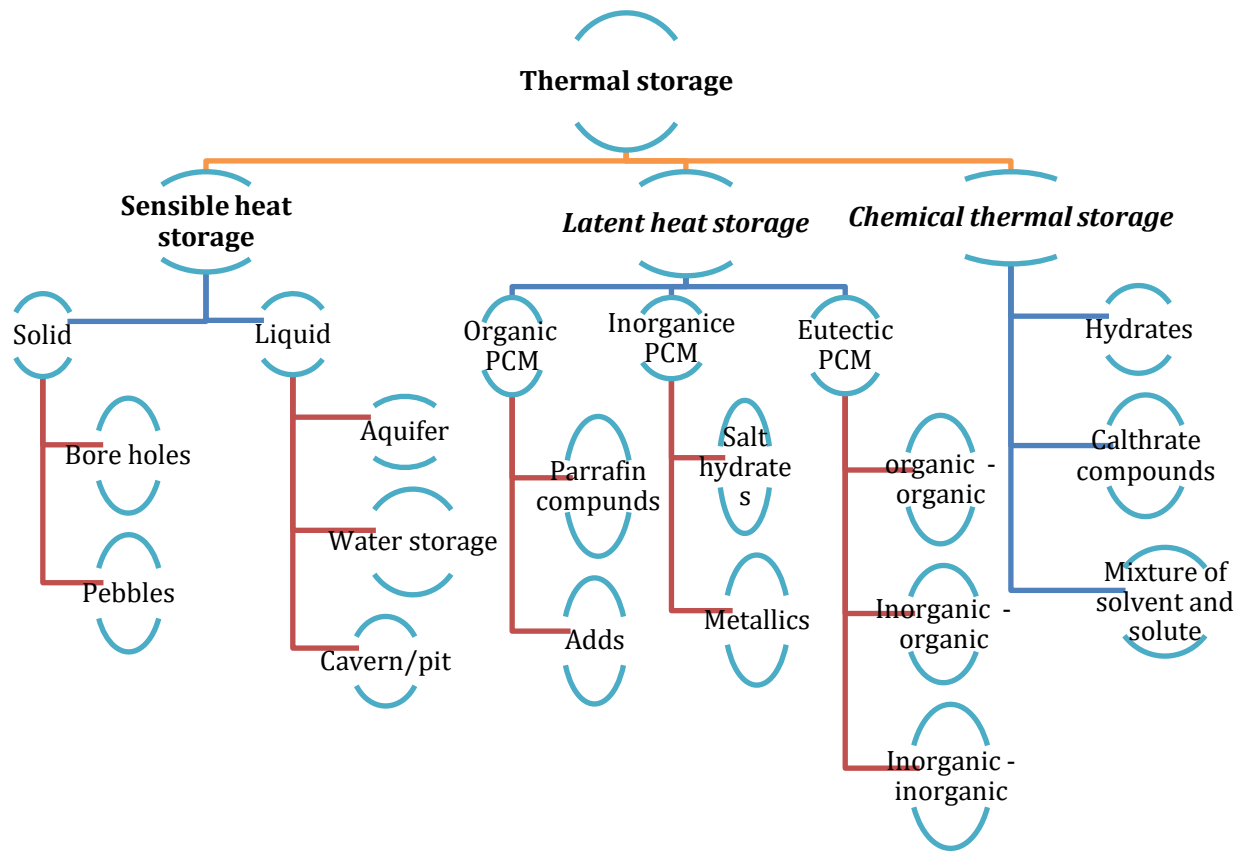 Thermal storage
Sensible heat
storage
Latent heat storage
Chemical thermal storage
Solid
Liquid
Organic
PCM
Inorganice
PCM
Eutectic
PCM
Hydrates
Bore holes
Aquifer
Parrafin
compunds
Salt
hydrate
s
organic -
organic
Calthrate
compounds
Pebbles
Water storage
Adds
Metallics
Inorganic -
organic
Mixture of
solvent and
solute
Cavern/pit
Inorganic -
inorganic